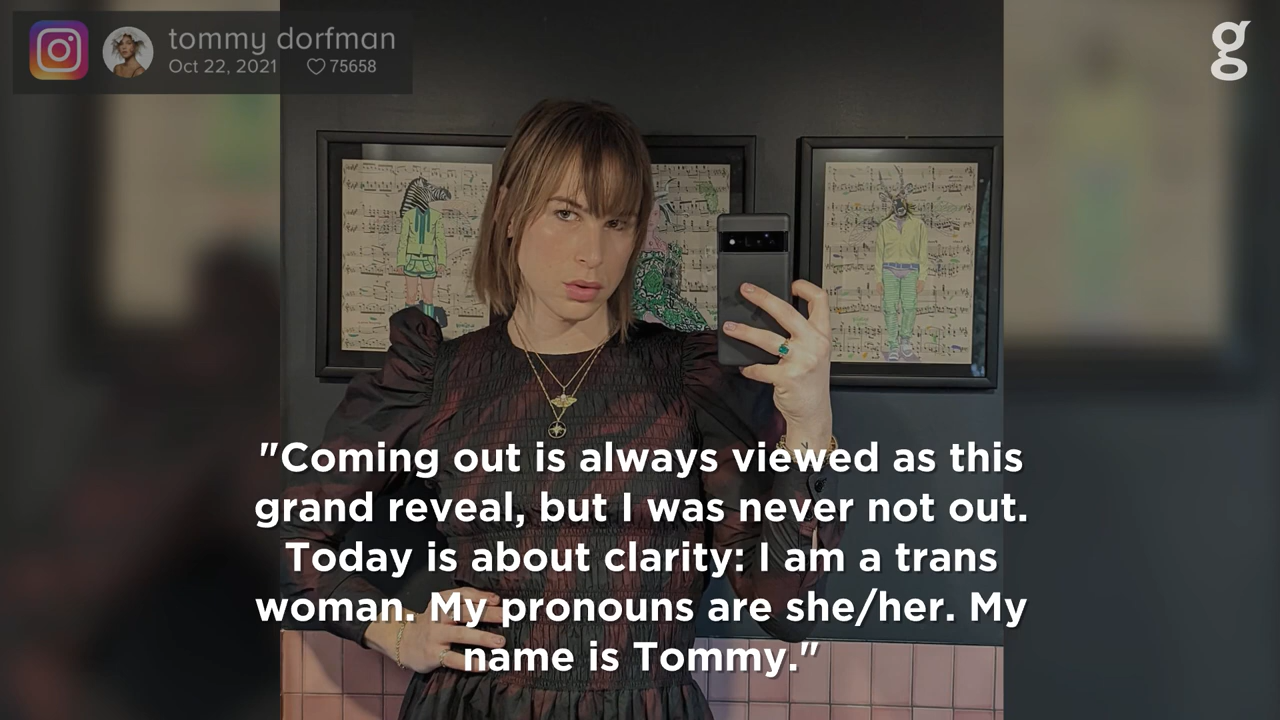 tommy dorfman
Oct 22, 2021 75658
g
"Coming out is always viewed as this
grand reveal, but I was never not out.
Today is about clarity: I am a trans
woman. My pronouns are she/her. My
name is Tommy."